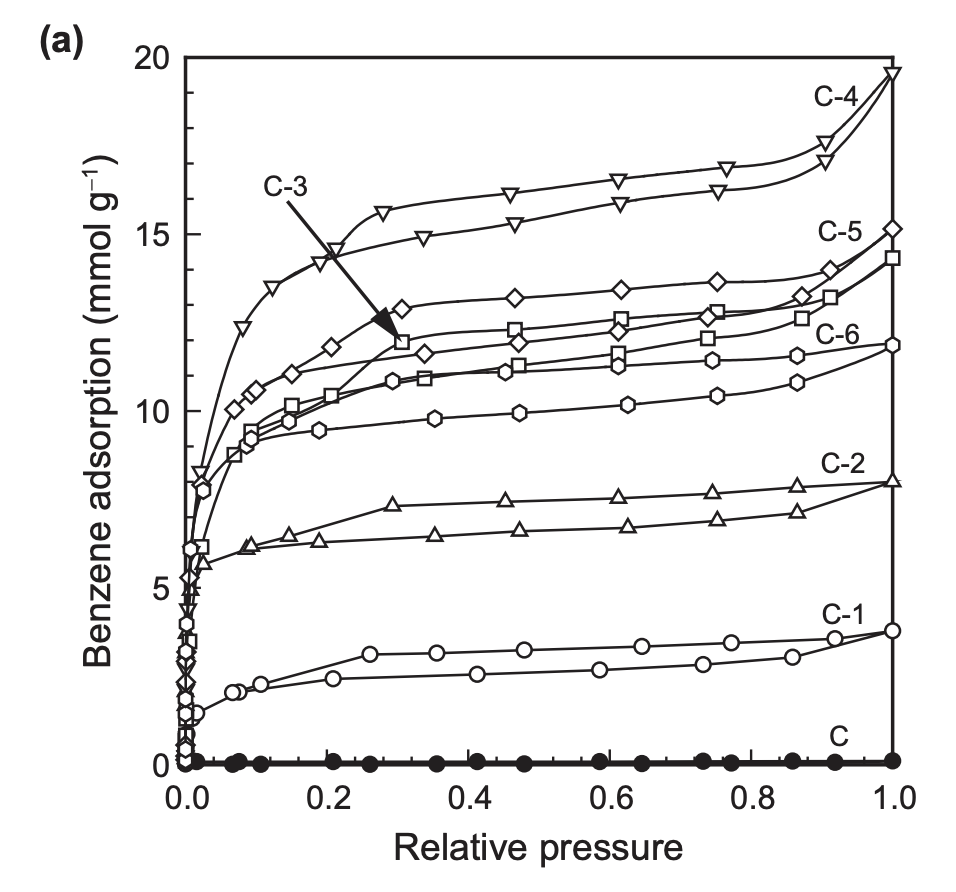 (a)
20
C-4
C-3
15
C-5
C-6
10
C-2
5
C-1
C
0
0.0 0.2 0.4 0.6 0.8 1.0
Relative pressure
Benzene adsorption (mmol g⁻¹)